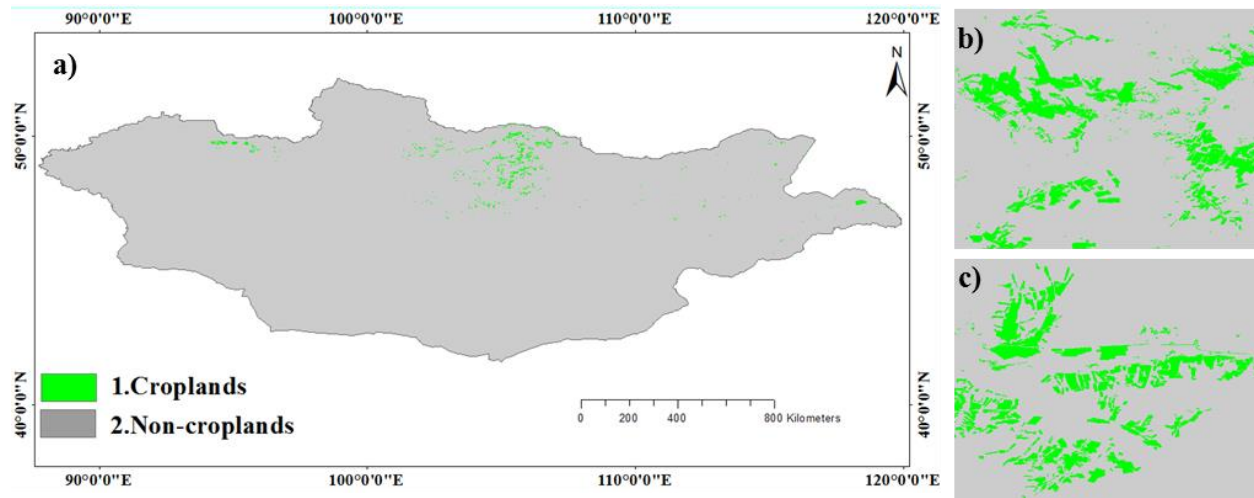 90°0'0"E 100°0'0"E 110°0'0"E 120°0'0"E
a)
N
50°0'0"N
50°0'0"N
1.Croplands
2.Non-croplands
40°0'0"N
0 200 400 800 Kilometers
40°0'0"N
90°0'0"E 100°0'0"E 110°0'0"E 120°0'0"E
b)
c)